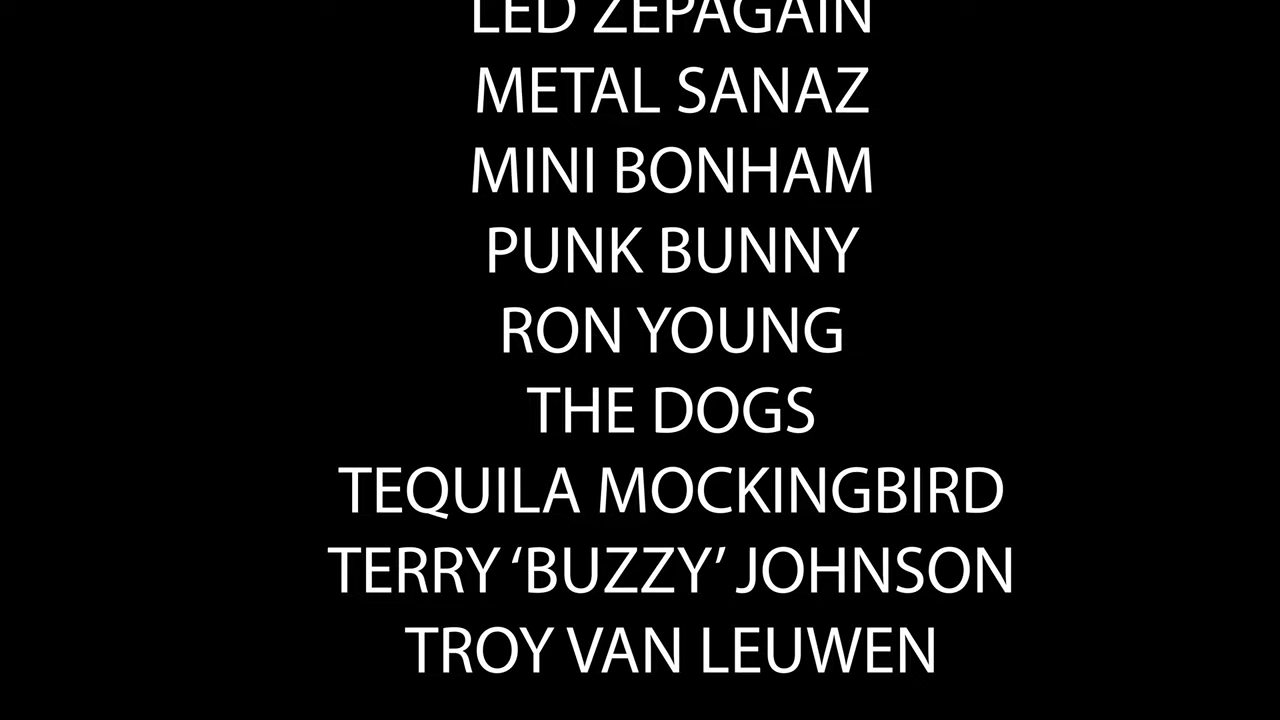 LED ZEPAGAIN
METAL SANAZ
MINI BONHAM
PUNK BUNNY
RON YOUNG
THE DOGS
TEQUILA MOCKINGBIRD
TERRY ‘BUZZY’ JOHNSON
TROY VAN LEUWEN